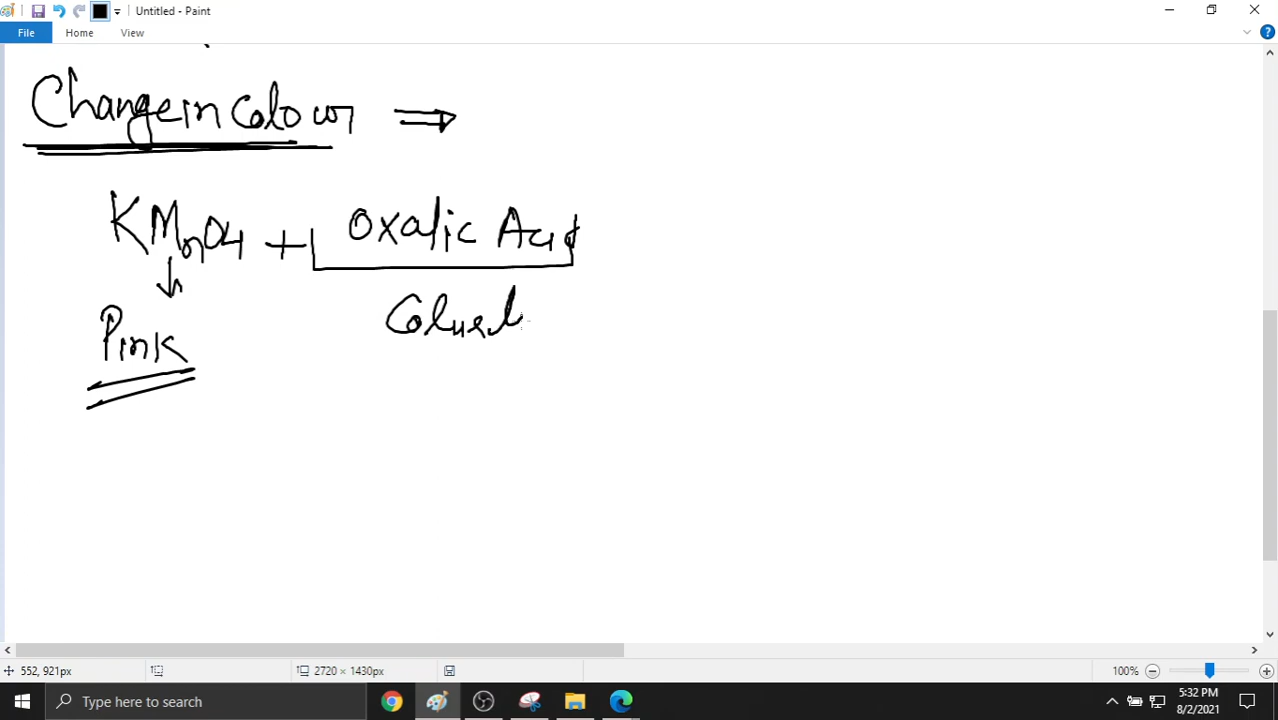 Untitled - Paint
File Home View
Change in Colour ⇒
KMnO4 + Oxalic Acid
Pink
Colurl
552, 921px
2720 × 1430px
100%
Type here to search
5:32 PM
8/2/2021